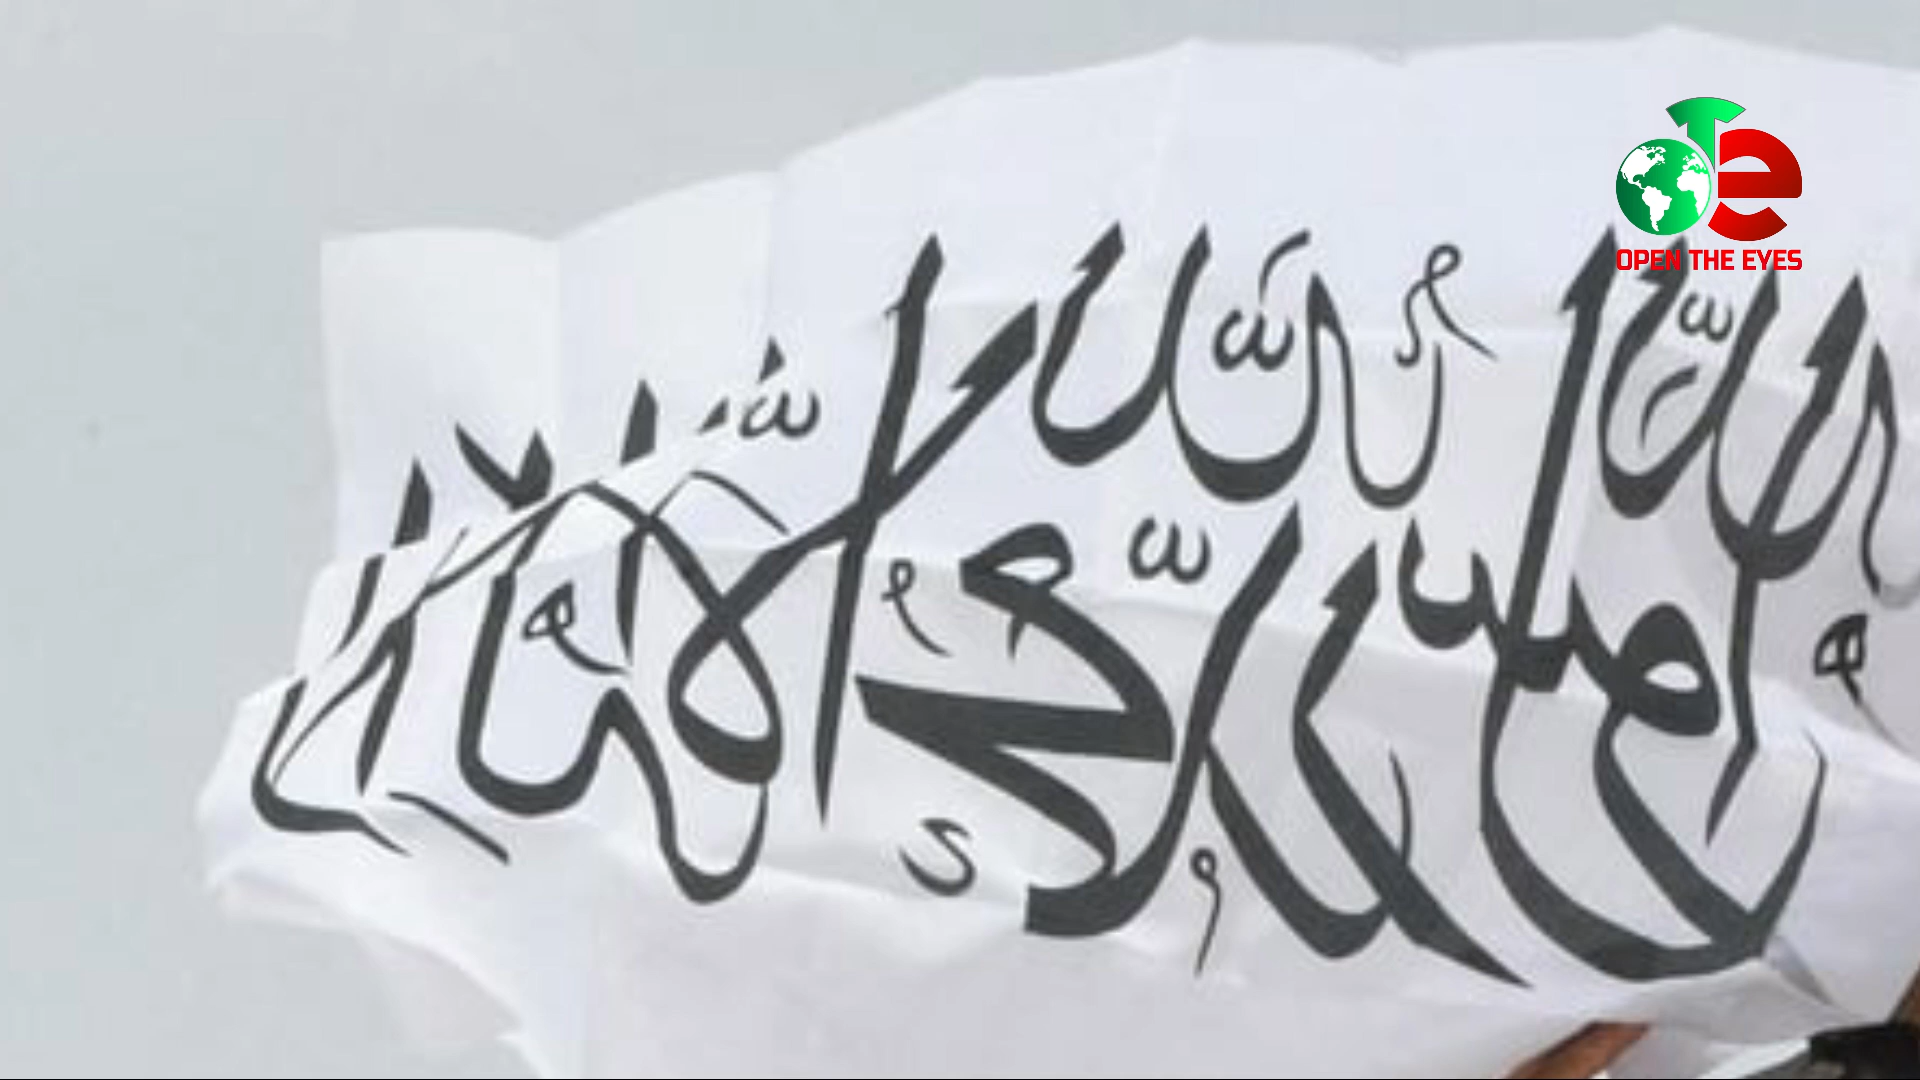 لا إله إلا الله محمد رسول الله
OPEN THE EYES